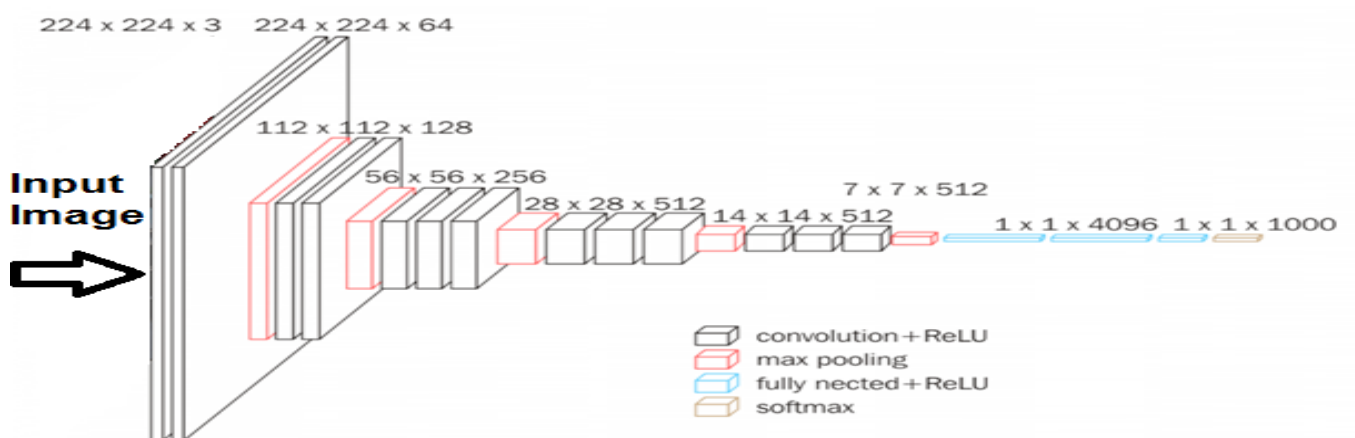 224 x 224 x 3   224 x 224 x 64
112 x 112 x 128
56 x 56 x 256
28 x 28 x 512
14 x 14 x 512
7 x 7 x 512
1 x 1 x 4096   1 x 1 x 1000
Input
Image
convolution+ReLU
max pooling
fully nected+ReLU
softmax